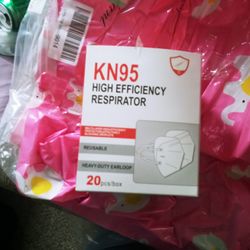 KN95
HIGH EFFICIENCY
RESPIRATOR
REUSABLE
HEAVY-DUTY EARLOOP
20pcs/box